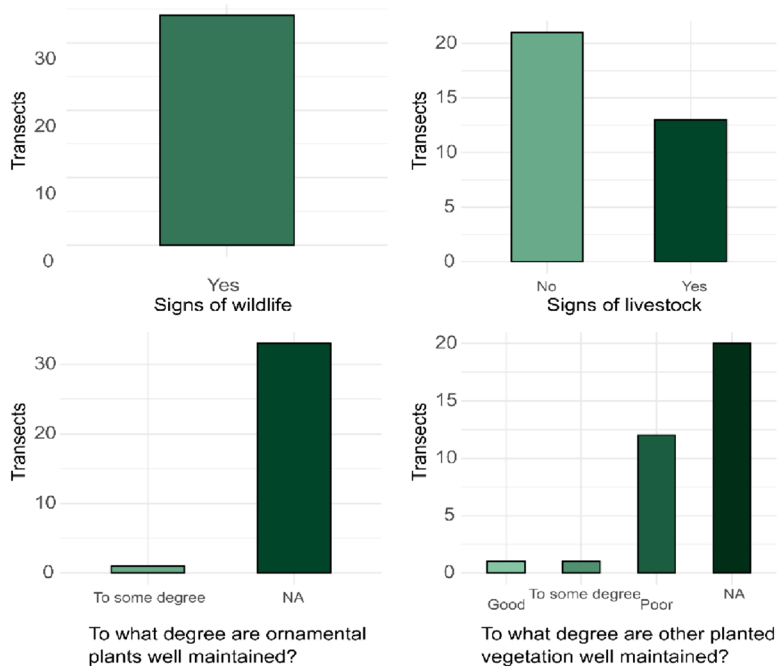 Transects
30
20
10
0
Yes
Signs of wildlife
Transects
20
15
10
5
0
No
Yes
Signs of livestock
Transects
30
20
10
0
To some degree
NA
To what degree are ornamental
plants well maintained?
Transects
20
15
10
5
0
Good
To some degree
Poor
NA
To what degree are other planted
vegetation well maintained?